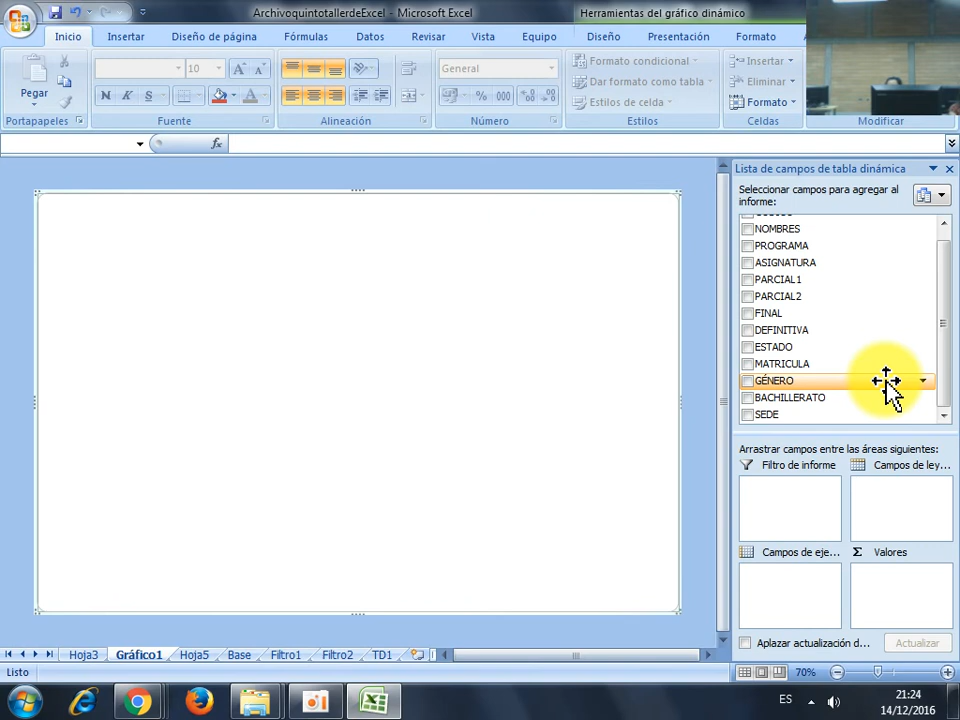 ArchivoquintotallerdeExcel - Microsoft Excel
Herramientas del gráfico dinámico
Inicio Insertar Diseño de página Fórmulas Datos Revisar Vista Equipo Diseño Presentación Formato
Pegar
N K S
10
A A
A
General
% 000
Formato condicional
Dar formato como tabla
Estilos de celda
Insertar
Eliminar
Formato
Portapapeles Fuente Alineación Número Estilos Celdas Modificar
fx
Lista de campos de tabla dinámica
Seleccionar campos para agregar al
informe:
NOMBRES
PROGRAMA
ASIGNATURA
PARCIAL1
PARCIAL2
FINAL
DEFINITIVA
ESTADO
MATRICULA
GÉNERO
BACHILLERATO
SEDE
Arrastrar campos entre las áreas siguientes:
Filtro de informe Campos de ley...
Campos de eje... Σ Valores
Aplazar actualización d... Actualizar
Hoja3 Gráfico1 Hoja5 Base Filtro1 Filtro2 TD1
Listo
70%
ES
21:24
14/12/2016